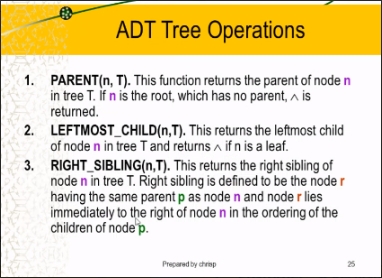 ADT Tree Operations
1. PARENT(n, T). This function returns the parent of node n
in tree T. If n is the root, which has no parent, ∧ is
returned.
2. LEFTMOST_CHILD(n,T). This returns the leftmost child
of node n in tree T and returns ∧ if n is a leaf.
3. RIGHT_SIBLING(n,T). This returns the right sibling of
node n in tree T. Right sibling is defined to be the node r
having the same parent p as node n and node r lies
immediately to the right of node n in the ordering of the
children of node p.
Prepared by chrisp
25